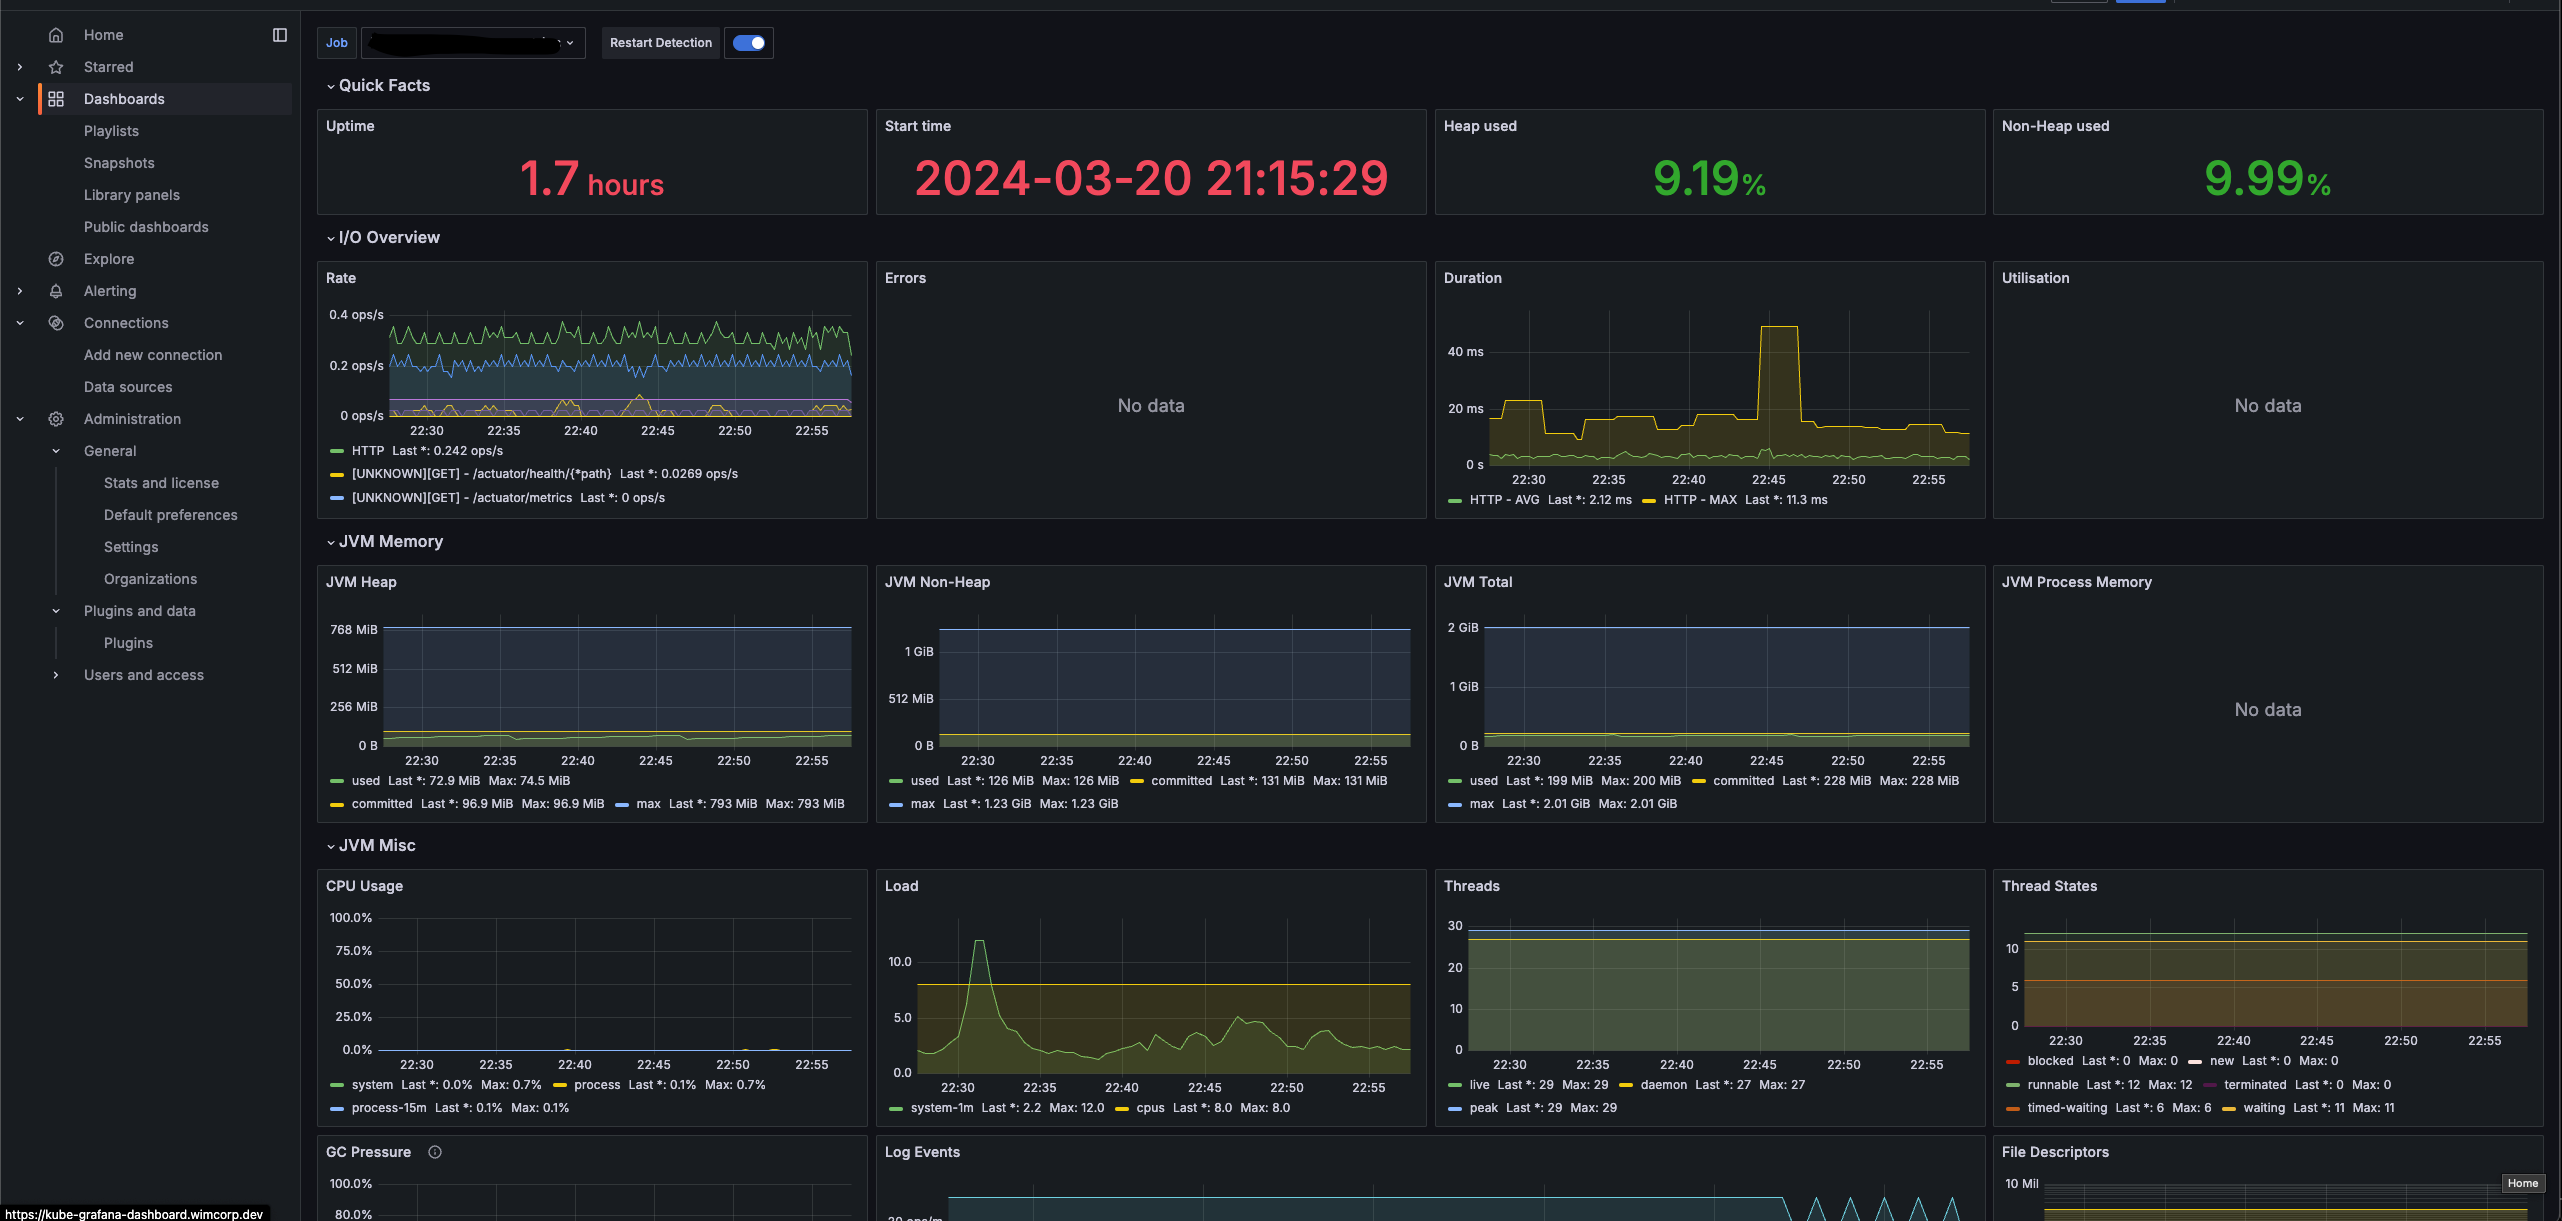 Home
Starred
Dashboards
Playlists
Snapshots
Library panels
Public dashboards
Explore
Alerting
Connections
Add new connection
Data sources
Administration
General
Stats and license
Default preferences
Settings
Organizations
Plugins and data
Plugins
Users and access
https://kube-grafana-dashboard.wimcorp.dev
Job
Restart Detection
Quick Facts
Uptime
1.7 hours
Start time
2024-03-20 21:15:29
Heap used
9.19%
Non-Heap used
9.99%
I/O Overview
Rate
0.4 ops/s
0.2 ops/s
0 ops/s
22:30 22:35 22:40 22:45 22:50 22:55
HTTP Last *: 0.242 ops/s
[UNKNOWN][GET] - /actuator/health/{*path} Last *: 0.0269 ops/s
[UNKNOWN][GET] - /actuator/metrics Last *: 0 ops/s
Errors
No data
Duration
40 ms
20 ms
0 s
22:30 22:35 22:40 22:45 22:50 22:55
HTTP - AVG Last *: 2.12 ms HTTP - MAX Last *: 11.3 ms
Utilisation
No data
JVM Memory
JVM Heap
768 MiB
512 MiB
256 MiB
0 B
22:30 22:35 22:40 22:45 22:50 22:55
used Last *: 72.9 MiB Max: 74.5 MiB
committed Last *: 96.9 MiB Max: 96.9 MiB max Last *: 793 MiB Max: 793 MiB
JVM Non-Heap
1 GiB
512 MiB
0 B
22:30 22:35 22:40 22:45 22:50 22:55
used Last *: 126 MiB Max: 126 MiB committed Last *: 131 MiB Max: 131 MiB
max Last *: 1.23 GiB Max: 1.23 GiB
JVM Total
2 GiB
1 GiB
0 B
22:30 22:35 22:40 22:45 22:50 22:55
used Last *: 199 MiB Max: 200 MiB committed Last *: 228 MiB Max: 228 MiB
max Last *: 2.01 GiB Max: 2.01 GiB
JVM Process Memory
No data
JVM Misc
CPU Usage
100.0%
75.0%
50.0%
25.0%
0.0%
22:30 22:35 22:40 22:45 22:50 22:55
system Last *: 0.0% Max: 0.7% process Last *: 0.1% Max: 0.7%
process-15m Last *: 0.1% Max: 0.1%
Load
10.0
5.0
0.0
22:30 22:35 22:40 22:45 22:50 22:55
system-1m Last *: 2.2 Max: 12.0 cpus Last *: 8.0 Max: 8.0
Threads
30
20
10
0
22:30 22:35 22:40 22:45 22:50 22:55
live Last *: 29 Max: 29 daemon Last *: 27 Max: 27
peak Last *: 29 Max: 29
Thread States
10
5
0
22:30 22:35 22:40 22:45 22:50 22:55
blocked Last *: 0 Max: 0 new Last *: 0 Max: 0
runnable Last *: 12 Max: 12 terminated Last *: 0 Max: 0
timed-waiting Last *: 6 Max: 6 waiting Last *: 11 Max: 11
GC Pressure
100.0%
80.0%
Log Events
File Descriptors
10 Mil
Home